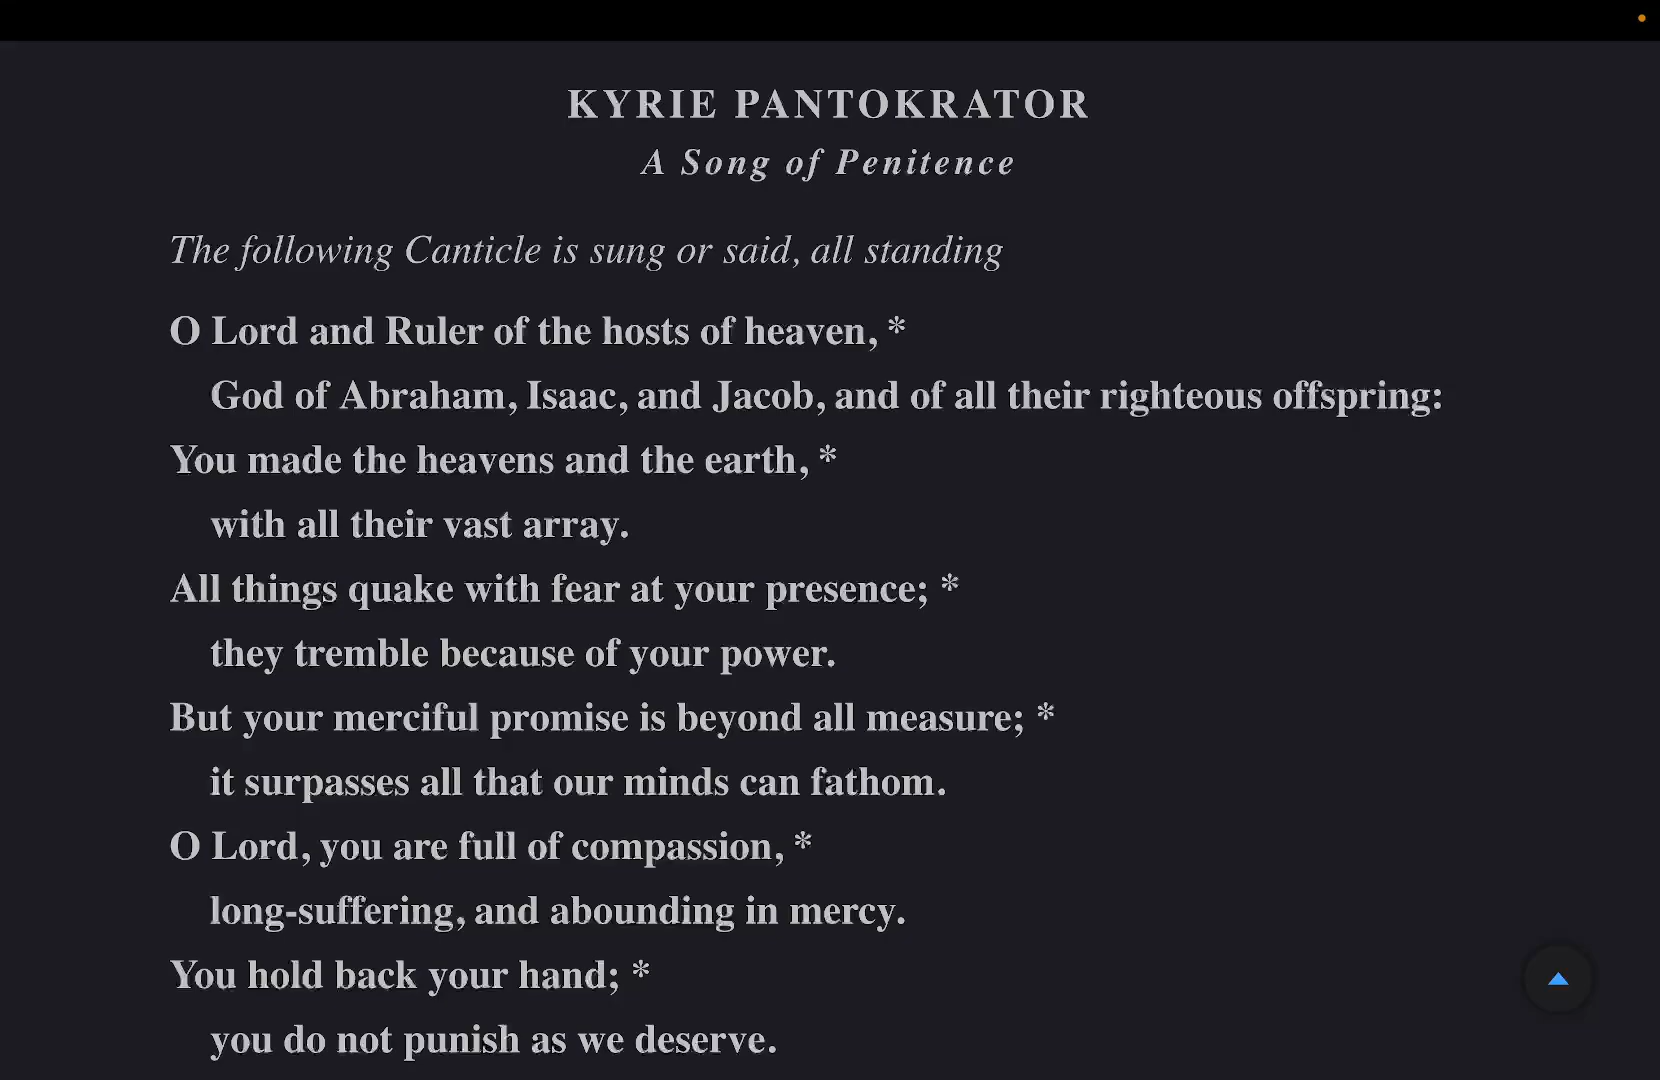 KYRIE PANTOKRATOR
A Song of Penitence
The following Canticle is sung or said, all standing
O Lord and Ruler of the hosts of heaven, *
God of Abraham, Isaac, and Jacob, and of all their righteous offspring:
You made the heavens and the earth, *
with all their vast array.
All things quake with fear at your presence; *
they tremble because of your power.
But your merciful promise is beyond all measure; *
it surpasses all that our minds can fathom.
O Lord, you are full of compassion, *
long-suffering, and abounding in mercy.
You hold back your hand; *
you do not punish as we deserve.